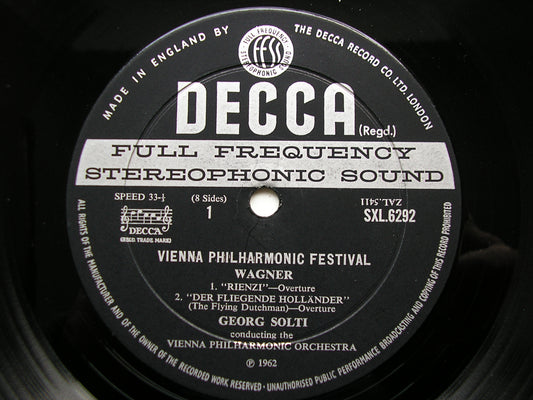 MADE IN ENGLAND BY
THE DECCA RECORD CO. LTD. LONDON
FULL FREQUENCY
FFSS
STEREOPHONIC SOUND
DECCA
(Regd.)
FULL FREQUENCY
STEREOPHONIC SOUND
SPEED 33-⅓
(8 Sides)
ZAL.5411
1
SXL.6292
DECCA
(REGD. TRADE MARK)
VIENNA PHILHARMONIC FESTIVAL
WAGNER
1. "RIENZI"—Overture
2. "DER FLIEGENDE HOLLÄNDER"
(The Flying Dutchman)—Overture
GEORG SOLTI
conducting the
VIENNA PHILHARMONIC ORCHESTRA
℗ 1962
ALL RIGHTS OF THE MANUFACTURER AND OF THE OWNER OF THE RECORDED WORK RESERVED · UNAUTHORISED PUBLIC PERFORMANCE, BROADCASTING, AND COPYING OF THIS RECORD PROHIBITED